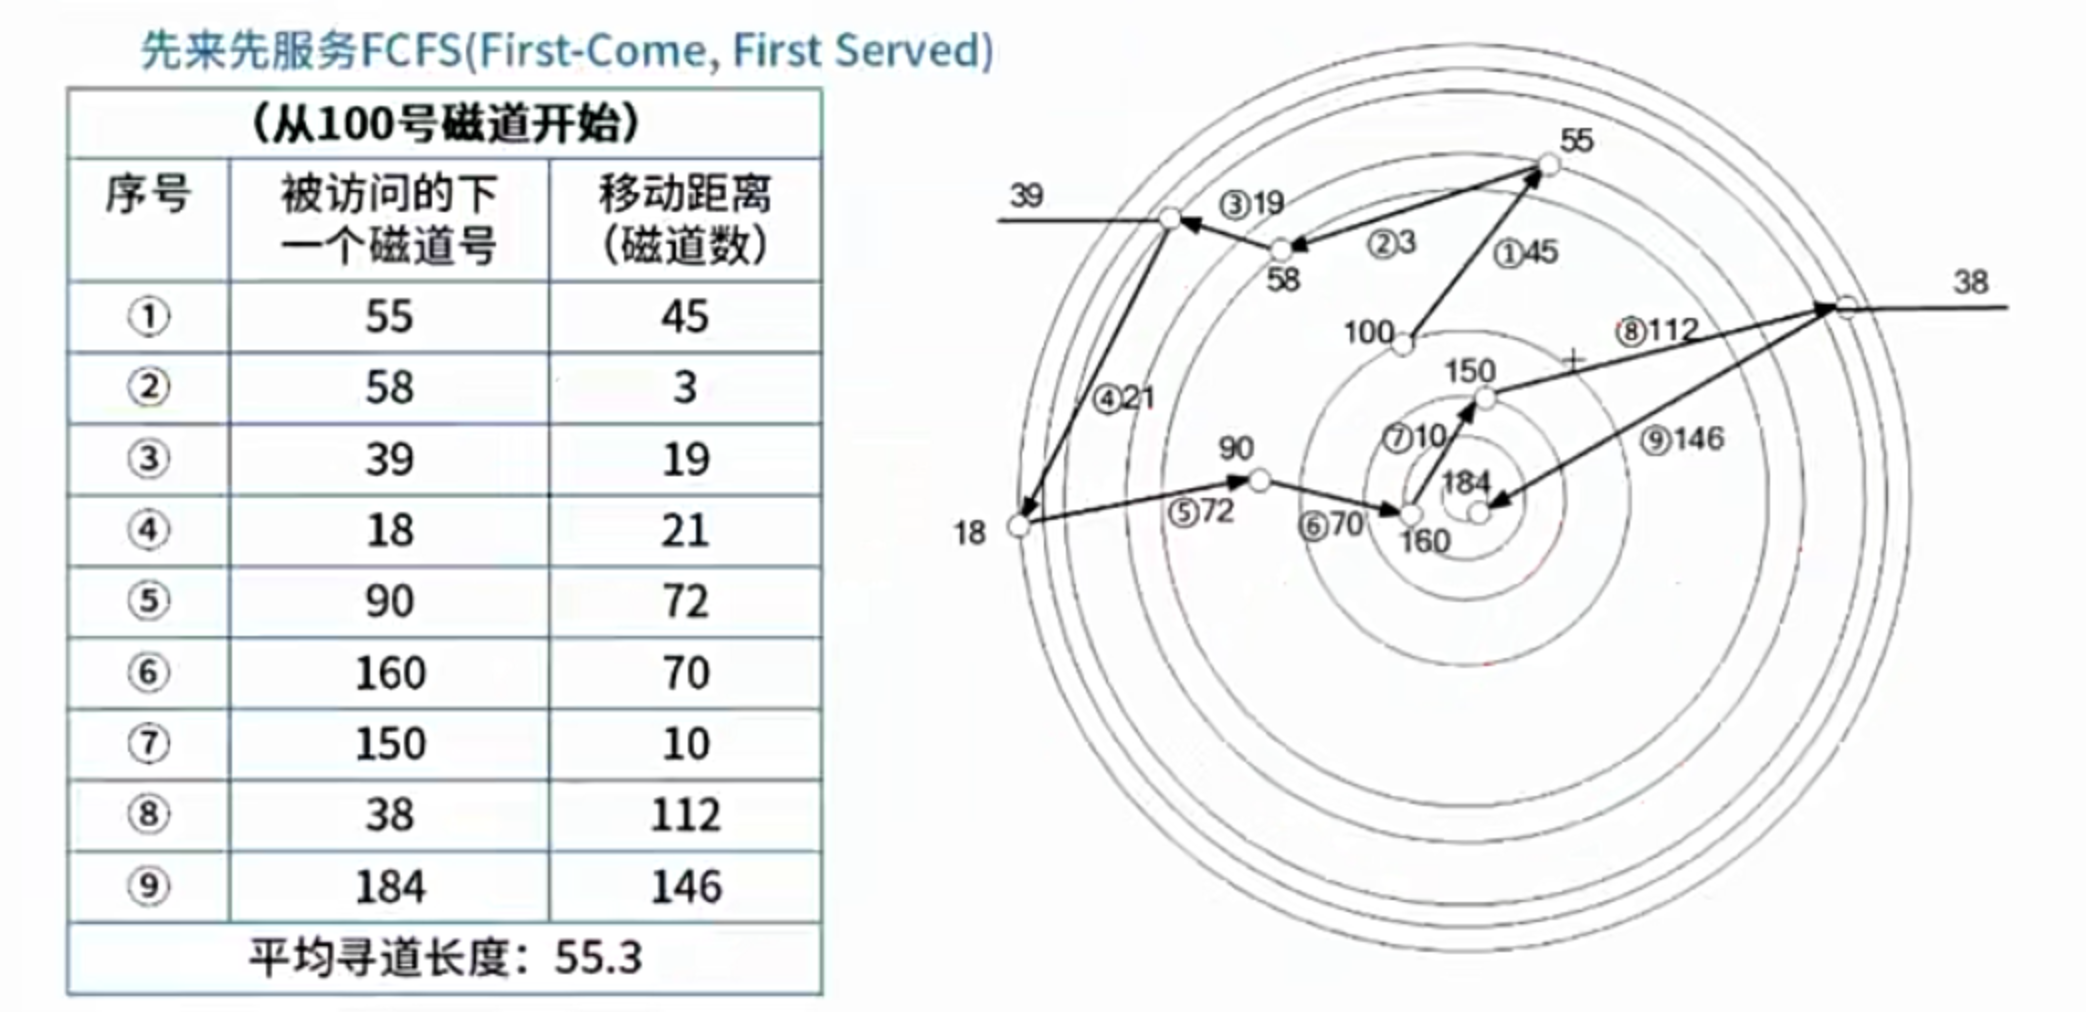 先来先服务FCFS(First-Come, First Served)
（从100号磁道开始）
序号 被访问的下一个磁道号 移动距离（磁道数）
① 55 45
② 58 3
③ 39 19
④ 18 21
⑤ 90 72
⑥ 160 70
⑦ 150 10
⑧ 38 112
⑨ 184 146
平均寻道长度：55.3
55
39
③19
②3
①45
58
38
100
⑧112
150
④21
⑦10
⑨146
90
184
⑤72
⑥70
18
160